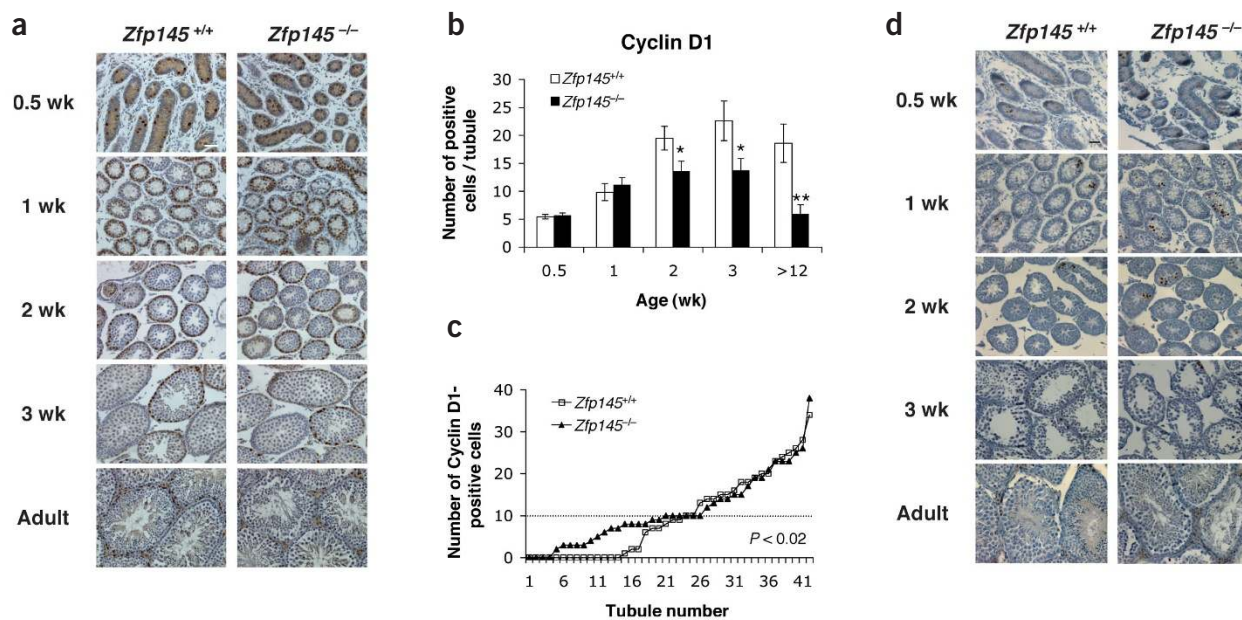 a
Zfp145 +/+ Zfp145 –/–
0.5 wk
1 wk
2 wk
3 wk
Adult
b
Cyclin D1
Number of positive
cells / tubule
30
25
20
15
10
5
0
Zfp145+/+
Zfp145–/–
*
*
**
0.5 1 2 3 >12
Age (wk)
c
Number of Cyclin D1-
positive cells
40
30
20
10
0
Zfp145+/+
Zfp145–/–
P < 0.02
1 6 11 16 21 26 31 36 41
Tubule number
d
Zfp145 +/+ Zfp145 –/–
0.5 wk
1 wk
2 wk
3 wk
Adult